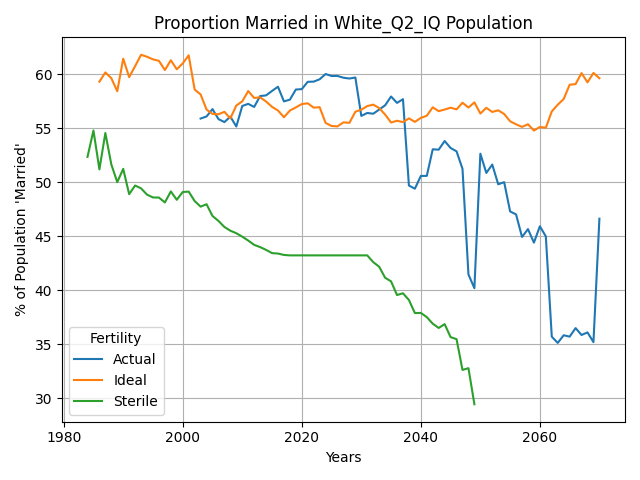 Proportion Married in White_Q2_IQ Population
% of Population 'Married'
60
55
50
45
40
35
30
Fertility
Actual
Ideal
Sterile
1980
2000
2020
2040
2060
Years